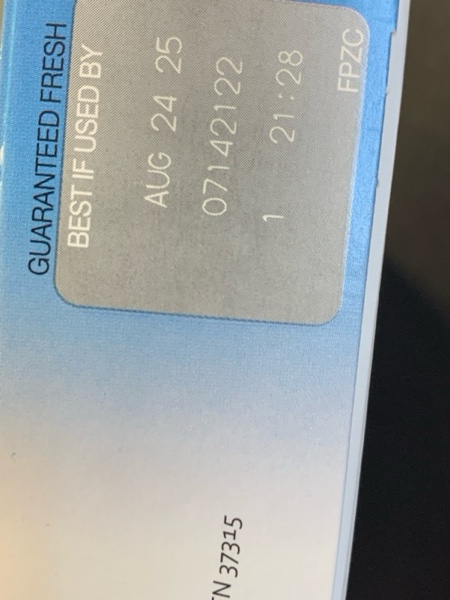 GUARANTEED FRESH
BEST IF USED BY
AUG 24 25
07142122
1 21:28
FPZC
TN 37315